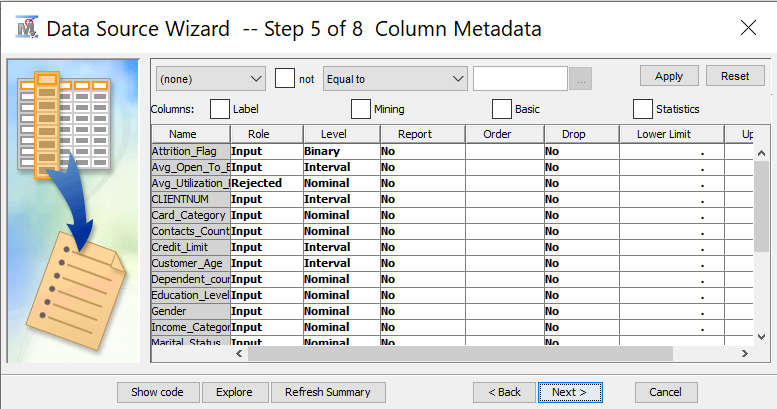 Data Source Wizard -- Step 5 of 8 Column Metadata
(none) not Equal to ... Apply Reset
Columns: Label Mining Basic Statistics
Name Role Level Report Order Drop Lower Limit Up
Attrition_Flag Input Binary No No .
Avg_Open_To_B Input Interval No No .
Avg_Utilization_ Rejected Nominal No No .
CLIENTNUM Input Interval No No .
Card_Category Input Nominal No No .
Contacts_Count Input Nominal No No .
Credit_Limit Input Interval No No .
Customer_Age Input Interval No No .
Dependent_coun Input Nominal No No .
Education_Level Input Nominal No No .
Gender Input Nominal No No .
Income_Categor Input Nominal No No .
Marital_Status Input Nominal No No
Show code Explore Refresh Summary < Back Next > Cancel